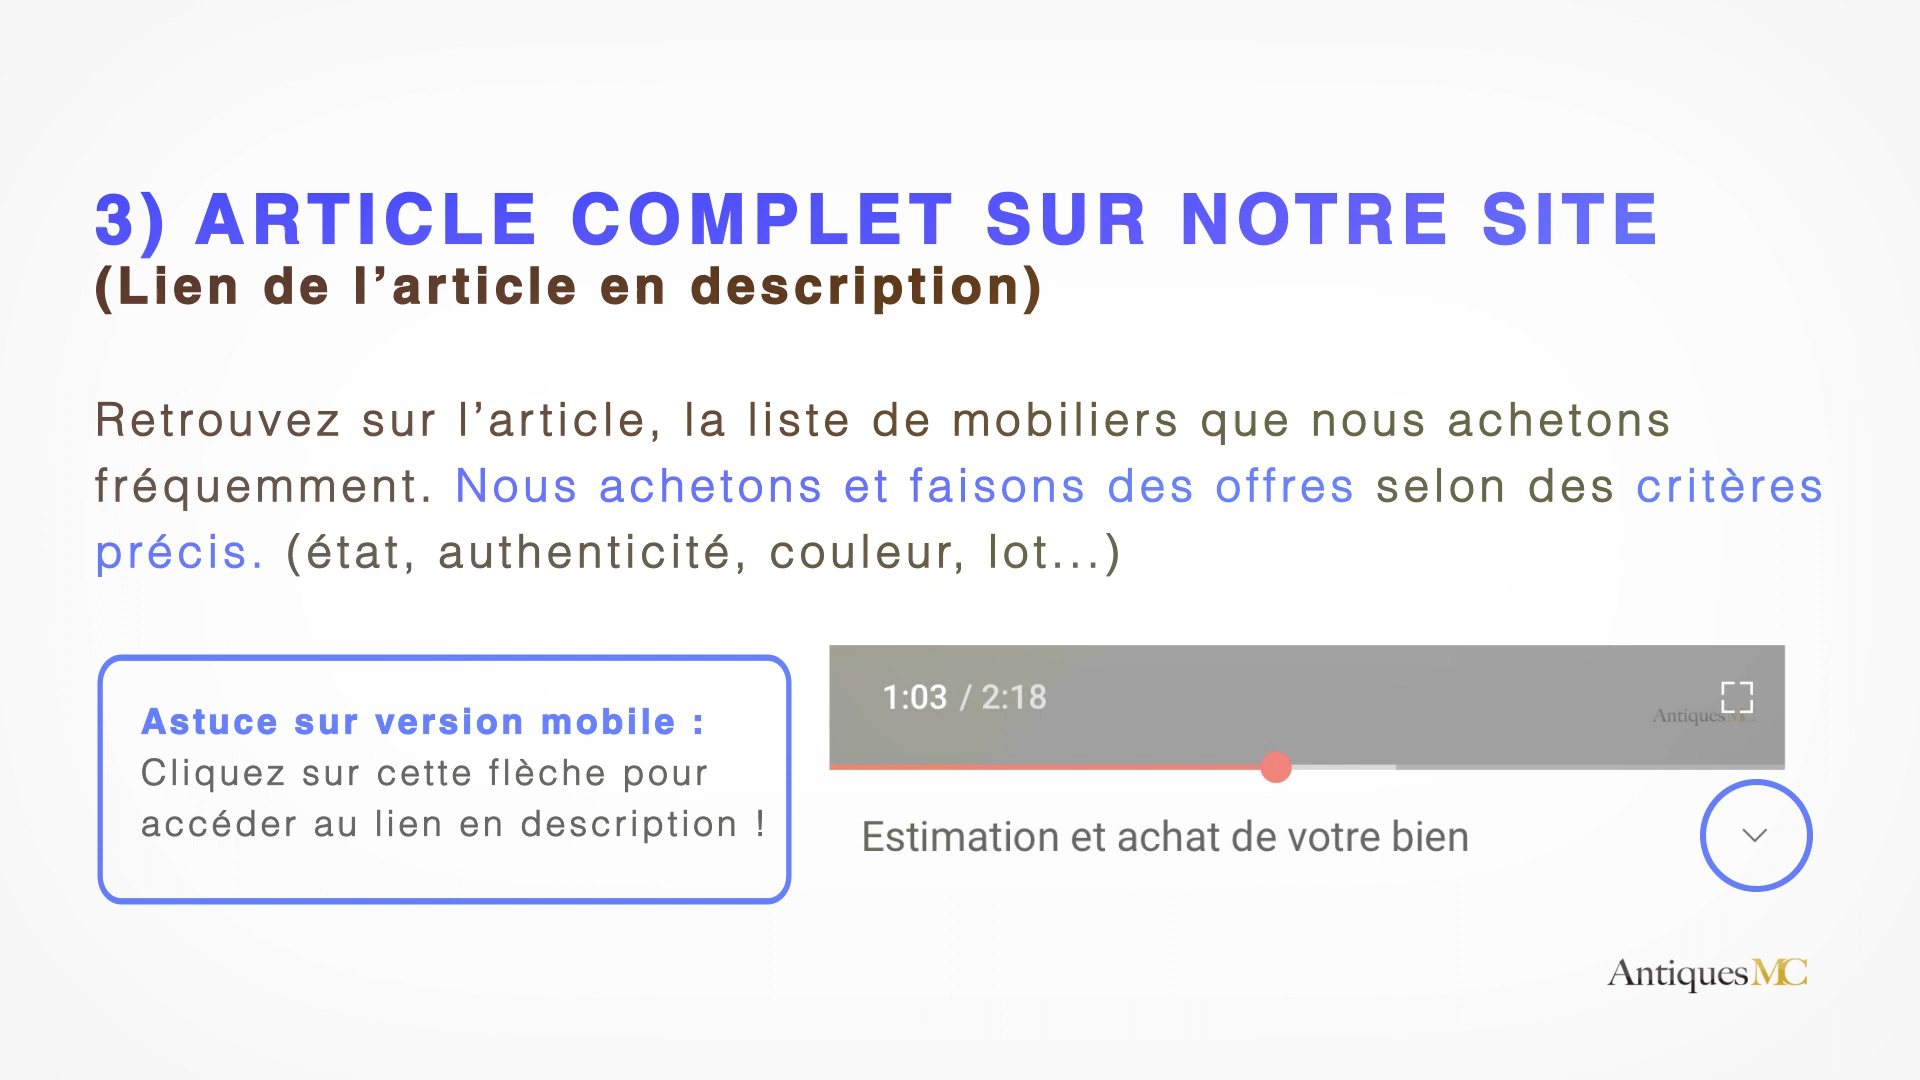 3) ARTICLE COMPLET SUR NOTRE SITE
(Lien de l’article en description)
Retrouvez sur l’article, la liste de mobiliers que nous achetons
fréquemment. Nous achetons et faisons des offres selon des critères
précis. (état, authenticité, couleur, lot...)
Astuce sur version mobile :
Cliquez sur cette flèche pour
accéder au lien en description !
1:03 / 2:18
AntiquesMC
Estimation et achat de votre bien
AntiquesMC